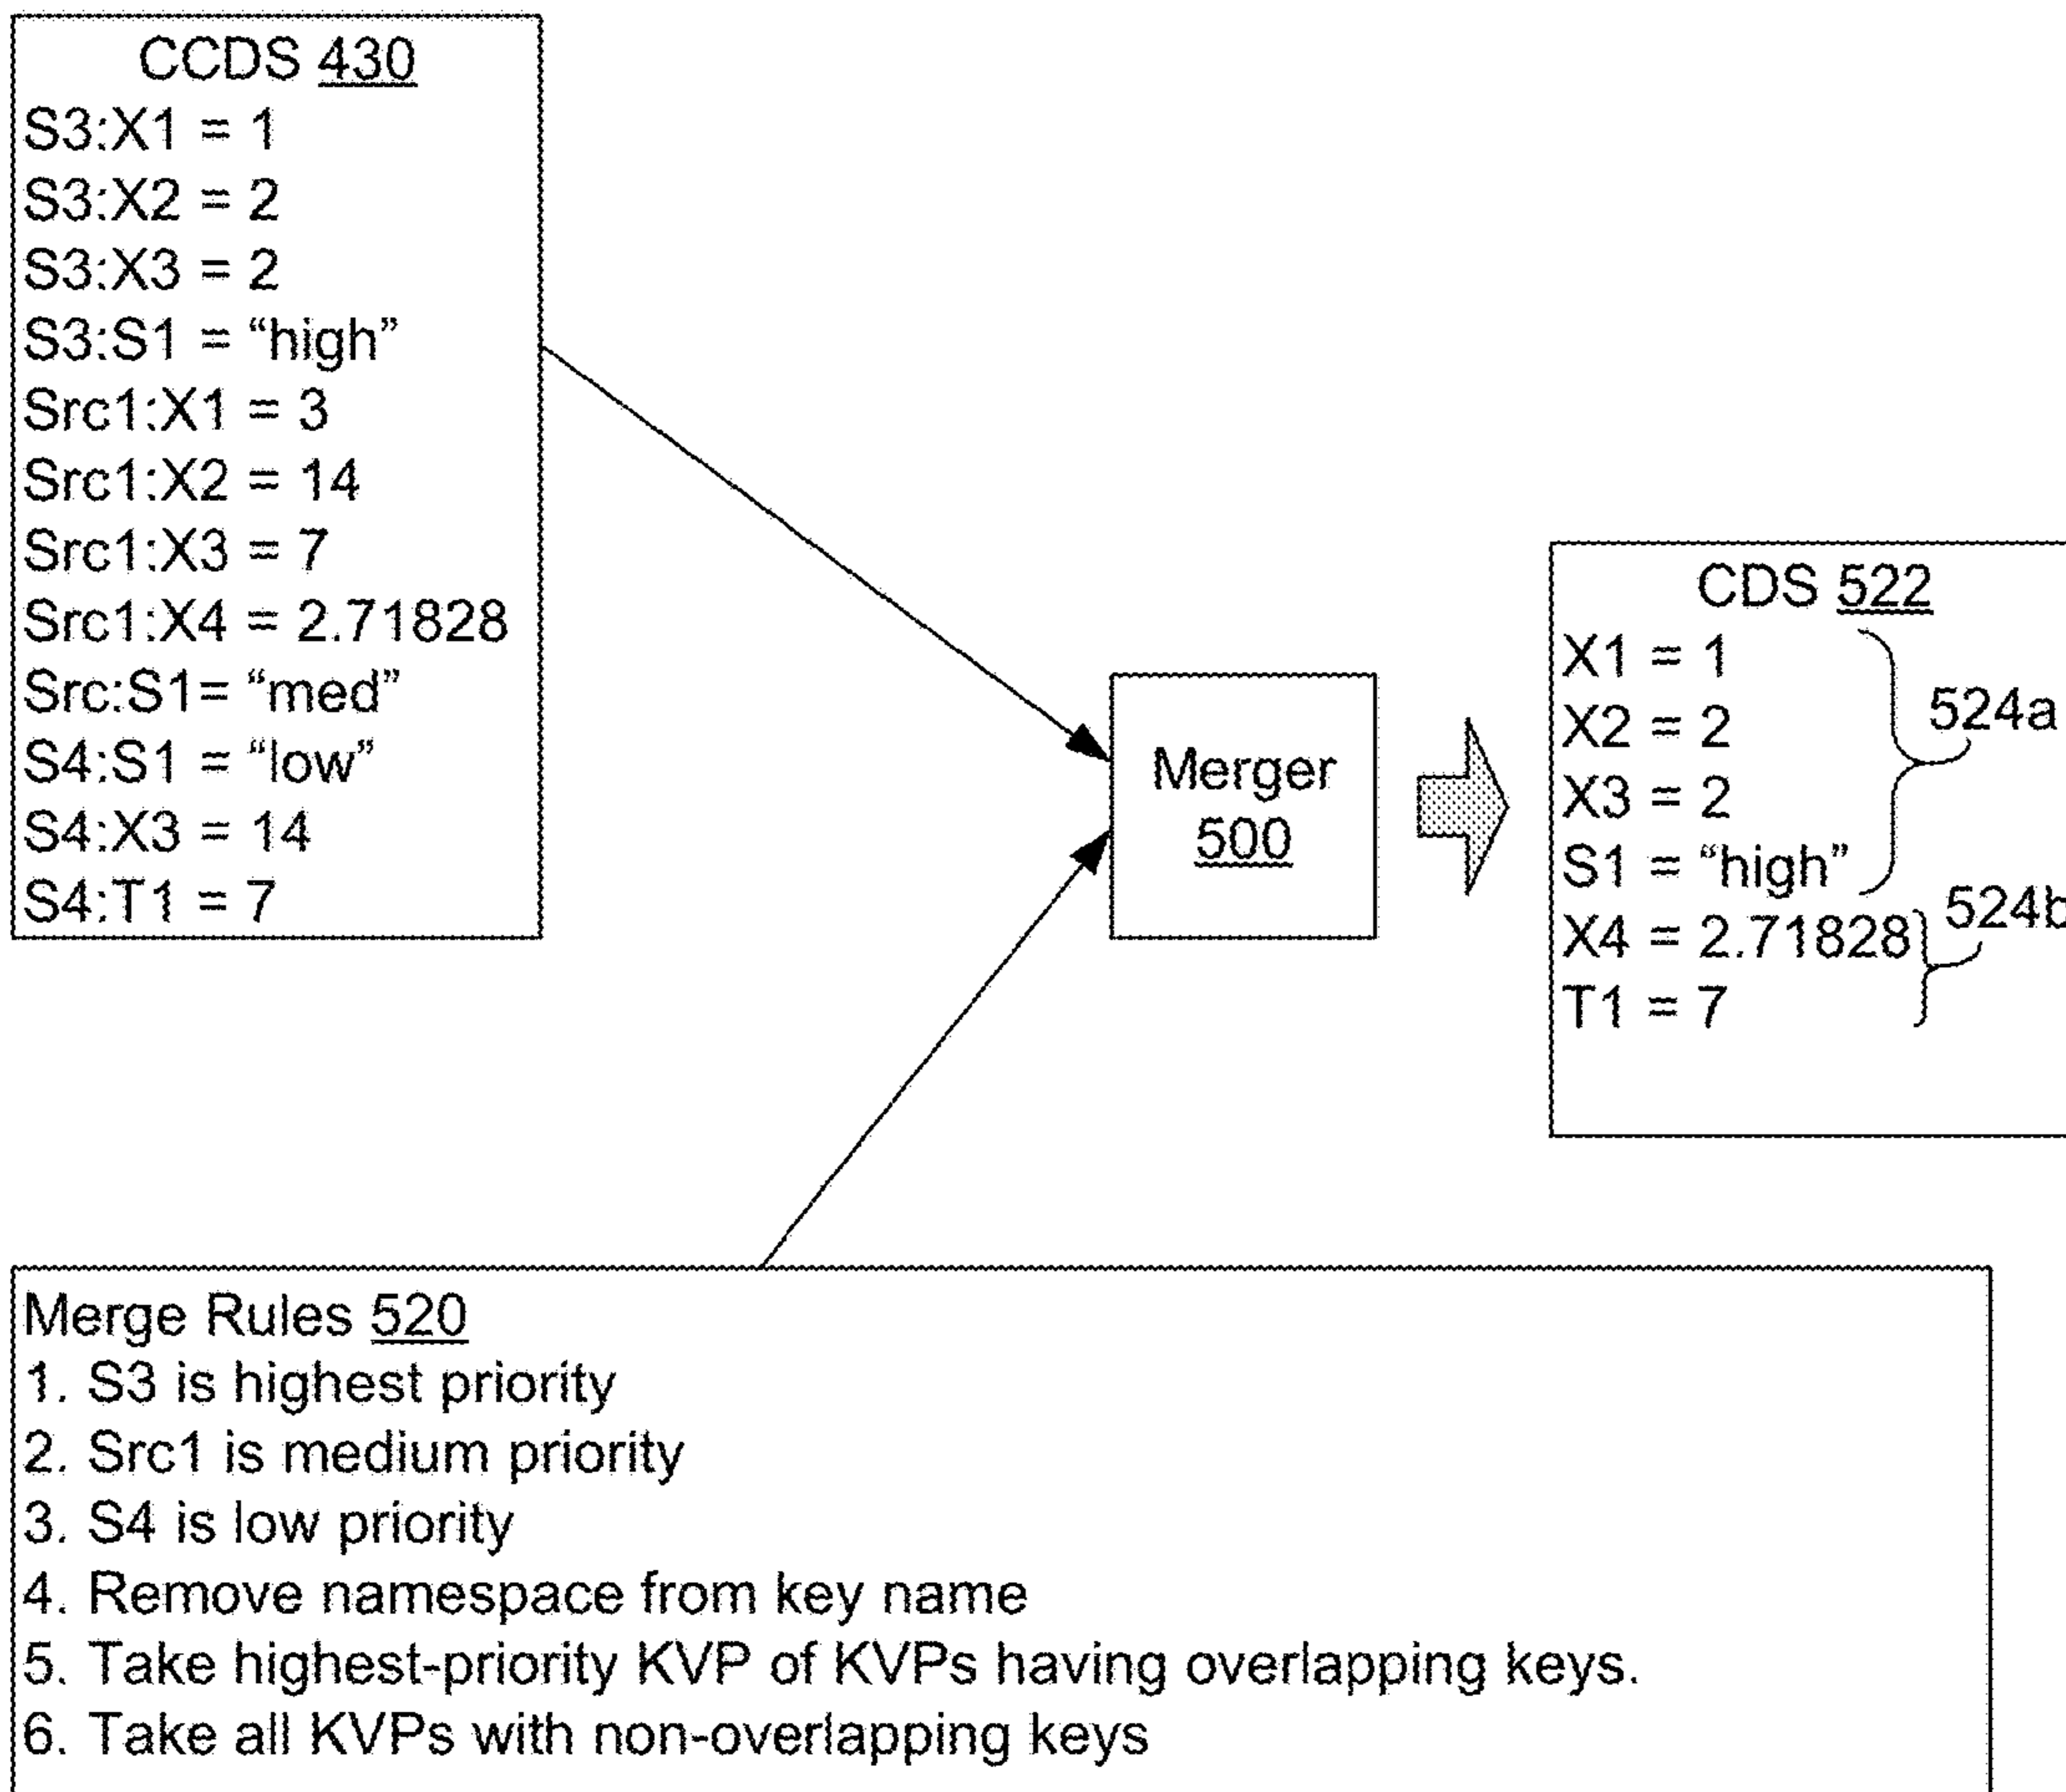 CCDS 430
S3:X1 = 1
S3:X2 = 2
S3:X3 = 2
S3:S1 = “high”
Src1:X1 = 3
Src1:X2 = 14
Src1:X3 = 7
Src1:X4 = 2.71828
Src:S1= “med”
S4:S1 = “low”
S4:X3 = 14
S4:T1 = 7
Merger
500
CDS 522
X1 = 1
X2 = 2
X3 = 2
S1 = “high”
X4 = 2.71828
T1 = 7
524a
524b
Merge Rules 520
1. S3 is highest priority
2. Src1 is medium priority
3. S4 is low priority
4. Remove namespace from key name
5. Take highest-priority KVP of KVPs having overlapping keys.
6. Take all KVPs with non-overlapping keys